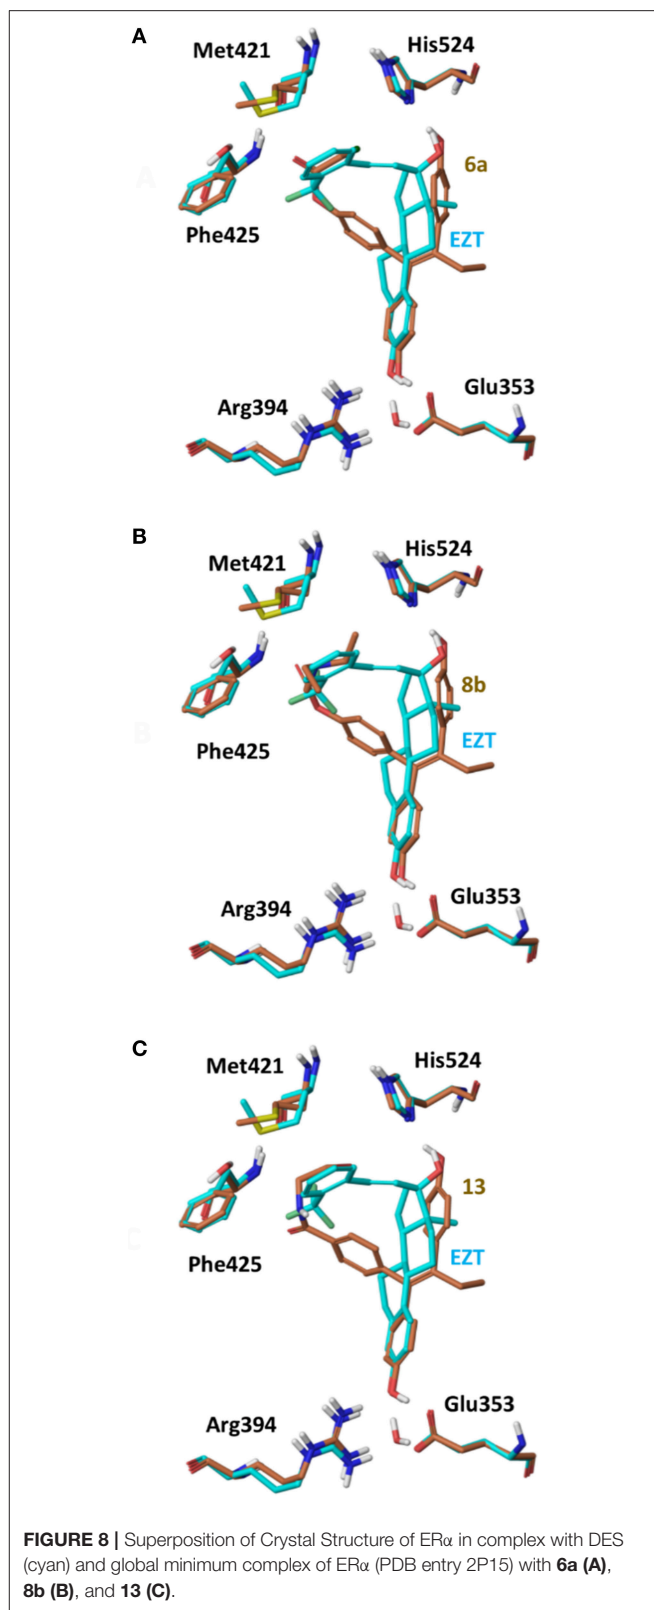 A
Met421
His524
A
6a
Phe425
EZT
Arg394
Glu353
B
Met421
His524
8b
B
EZT
Phe425
Arg394
Glu353
C
Met421
His524
13
C
EZT
Phe425
Arg394
Glu353
FIGURE 8 | Superposition of Crystal Structure of ERα in complex with DES
(cyan) and global minimum complex of ERα (PDB entry 2P15) with 6a (A),
8b (B), and 13 (C).